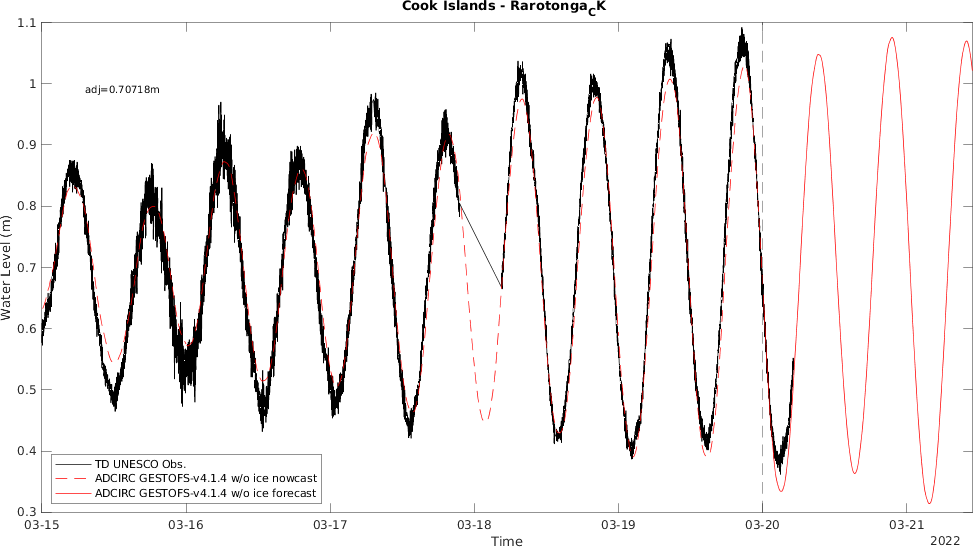 Cook Islands - Rarotonga_CK
adj=0.70718m
1.1
1
0.9
0.8
0.7
0.6
0.5
0.4
0.3
Water Level (m)
TD UNESCO Obs.
ADCIRC GESTOFS-v4.1.4 w/o ice nowcast
ADCIRC GESTOFS-v4.1.4 w/o ice forecast
03-15 03-16 03-17 03-18 03-19 03-20 03-21
Time
2022